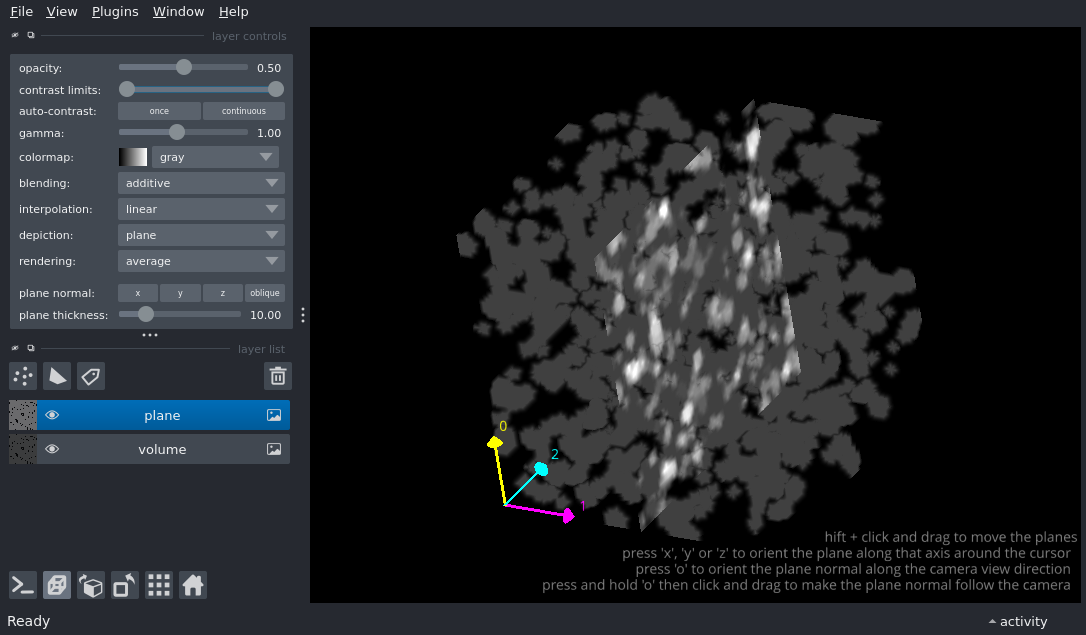 File View Plugins Window Help
layer controls
opacity: 0.50
contrast limits:
auto-contrast: once continuous
gamma: 1.00
colormap: gray
blending: additive
interpolation: linear
depiction: plane
rendering: average
plane normal: x y z oblique
plane thickness: 10.00
layer list
plane
volume
0
2
1
hift + click and drag to move the planes
press 'x', 'y' or 'z' to orient the plane along that axis around the cursor
press 'o' to orient the plane normal along the camera view direction
press and hold 'o' then click and drag to make the plane normal follow the camera
Ready activity